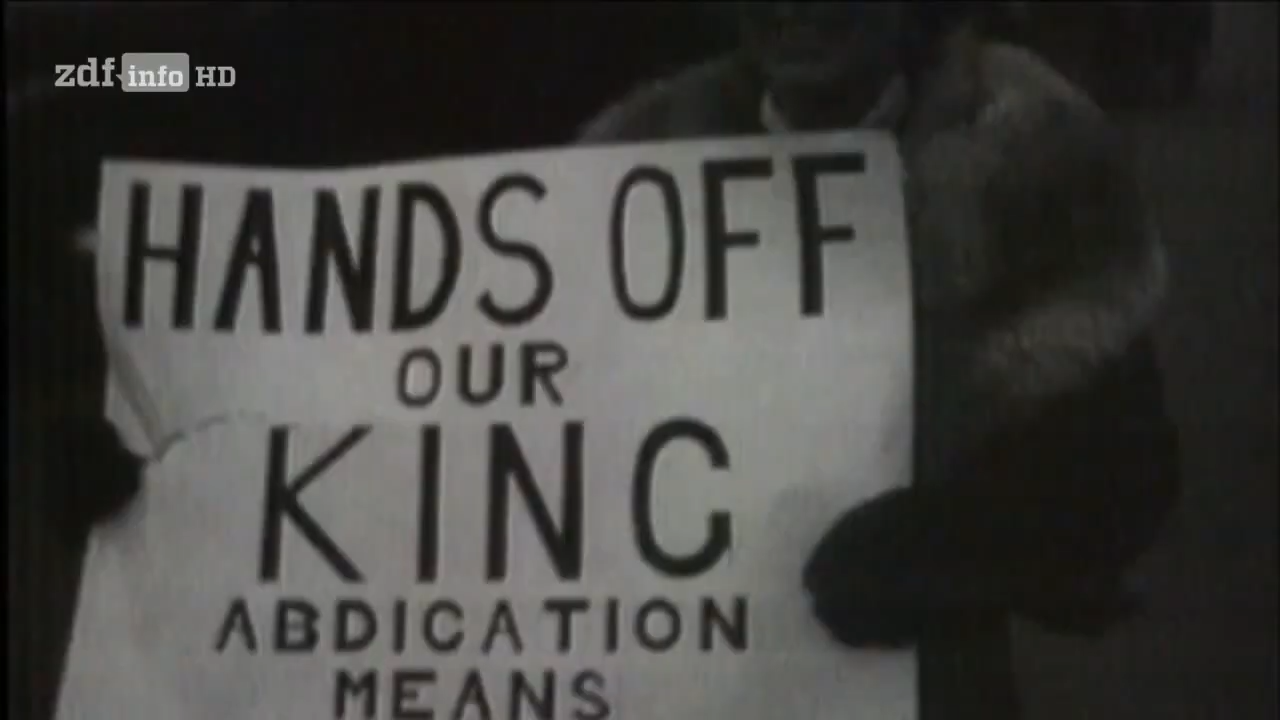 zdf info HD
HANDS OFF
OUR
KING
ABDICATION
MEANS